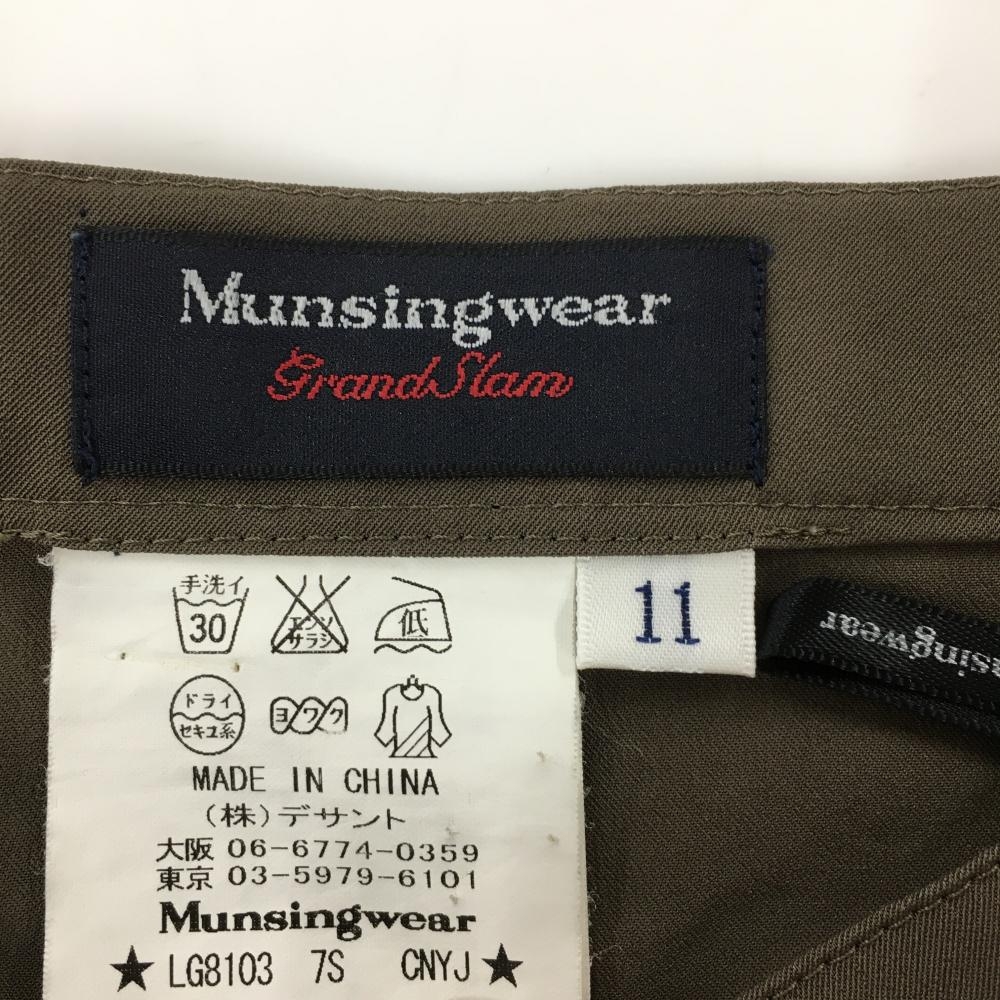 Munsingwear
Grand Slam
手洗イ
30
エンソ
サラシ
低
11
nsingwear
ドライ
セキユ系
ヨワク
MADE IN CHINA
(株)デサント
大阪 06-6774-0359
東京 03-5979-6101
Munsingwear
★ LG8103 7S CNYJ ★